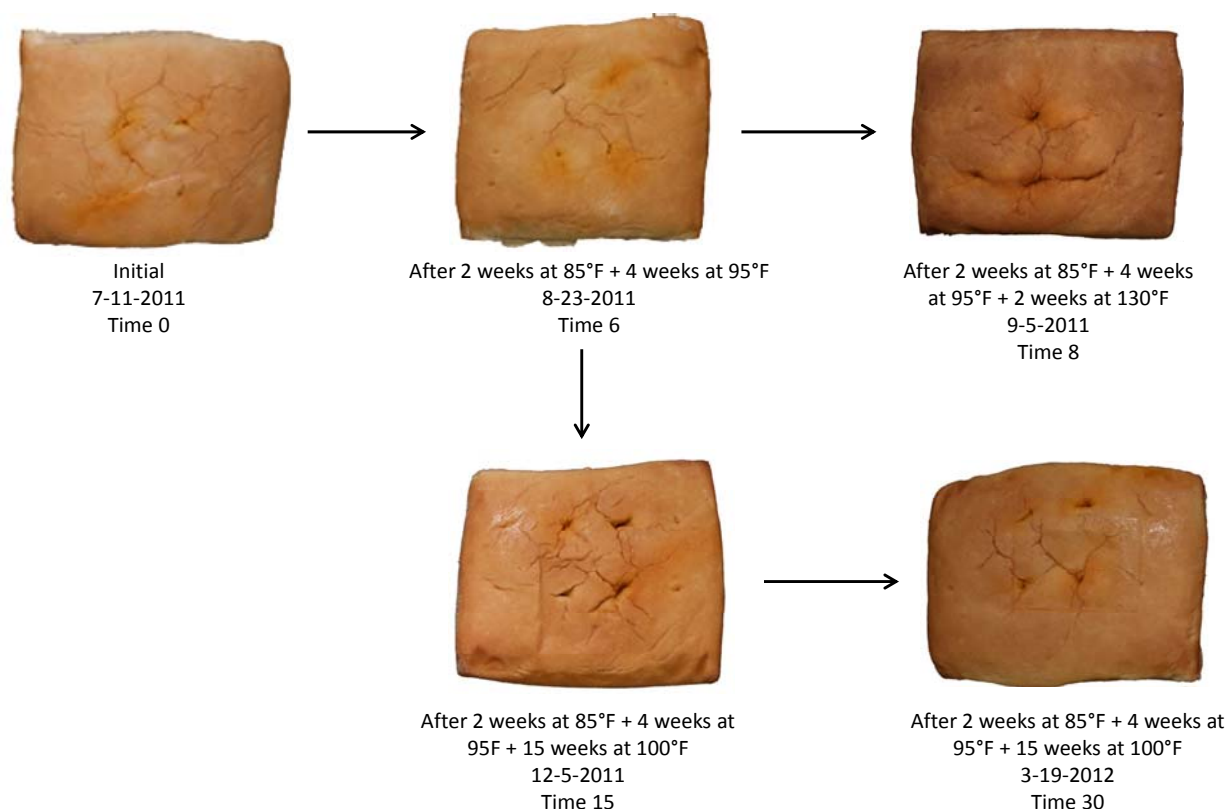 Initial
7-11-2011
Time 0
After 2 weeks at 85°F + 4 weeks at 95°F
8-23-2011
Time 6
After 2 weeks at 85°F + 4 weeks
at 95°F + 2 weeks at 130°F
9-5-2011
Time 8
After 2 weeks at 85°F + 4 weeks at
95F + 15 weeks at 100°F
12-5-2011
Time 15
After 2 weeks at 85°F + 4 weeks at
95°F + 15 weeks at 100°F
3-19-2012
Time 30